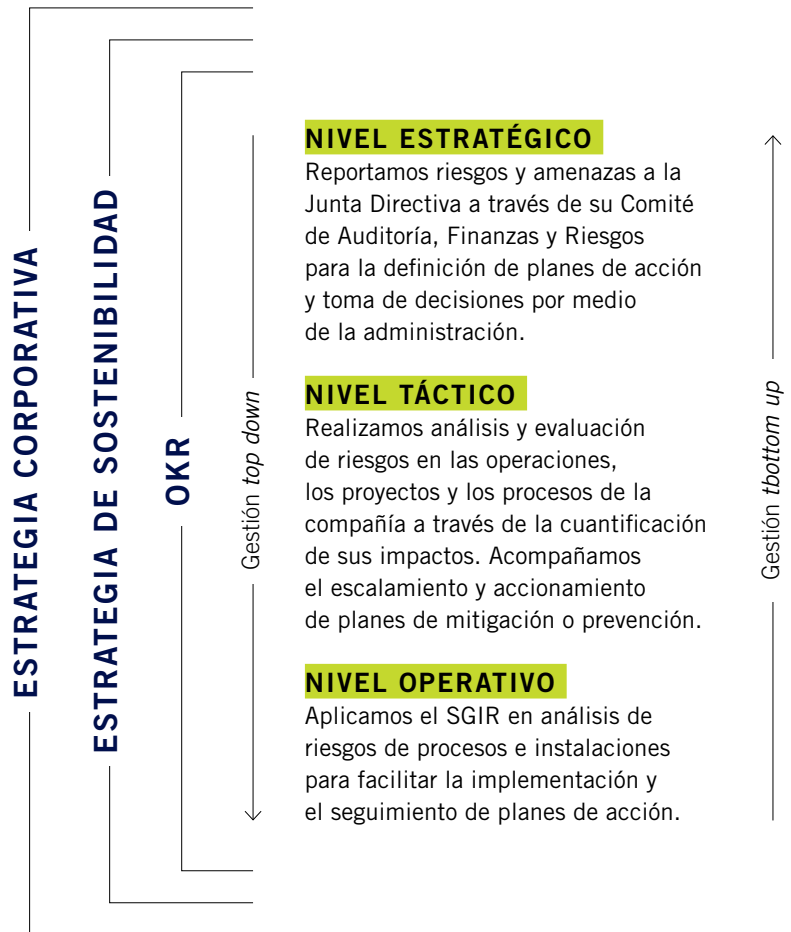 ESTRATEGIA CORPORATIVA
ESTRATEGIA DE SOSTENIBILIDAD
OKR
Gestión top down
NIVEL ESTRATÉGICO
Reportamos riesgos y amenazas a la
Junta Directiva a través de su Comité
de Auditoría, Finanzas y Riesgos
para la definición de planes de acción
y toma de decisiones por medio
de la administración.
NIVEL TÁCTICO
Realizamos análisis y evaluación
de riesgos en las operaciones,
los proyectos y los procesos de la
compañía a través de la cuantificación
de sus impactos. Acompañamos
el escalamiento y accionamiento
de planes de mitigación o prevención.
NIVEL OPERATIVO
Aplicamos el SGIR en análisis de
riesgos de procesos e instalaciones
para facilitar la implementación y
el seguimiento de planes de acción.
Gestión tbottom up